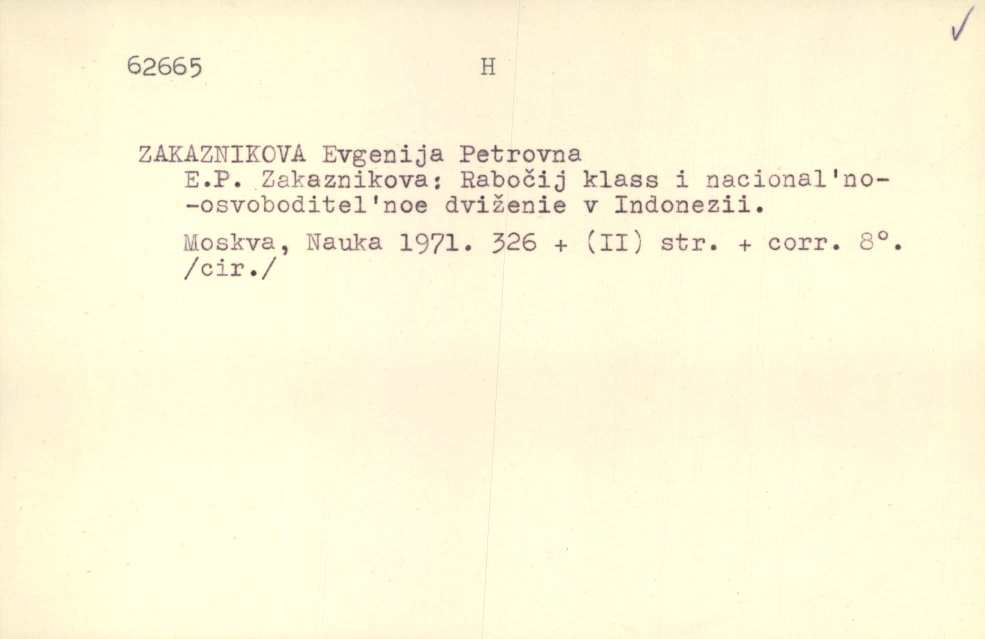 62665 H
ZAKAZNIKOVA Evgenija Petrovna
E.P. Zakaznikova: Rabočij klass i nacional'no-
-osvoboditel'noe dviženie v Indonezii.
Moskva, Nauka 1971. 326 + (II) str. + corr. 8°.
/cir./